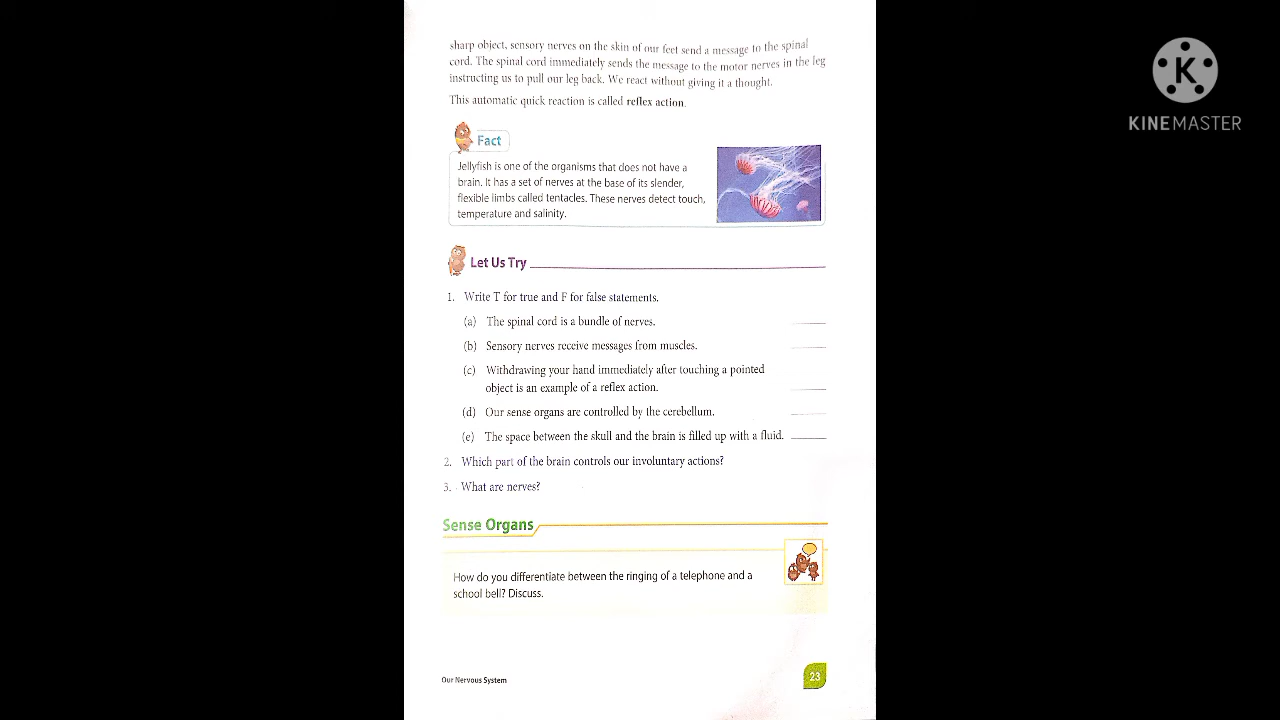 sharp object, sensory nerves on the skin of our feet send a message to the spinal
cord. The spinal cord immediately sends the message to the motor nerves in the leg
instructing us to pull our leg back. We react without giving it a thought.
This automatic quick reaction is called reflex action.
Fact
Jellyfish is one of the organisms that does not have a
brain. It has a set of nerves at the base of its slender,
flexible limbs called tentacles. These nerves detect touch,
temperature and salinity.
Let Us Try
1. Write T for true and F for false statements.
(a) The spinal cord is a bundle of nerves.
(b) Sensory nerves receive messages from muscles.
(c) Withdrawing your hand immediately after touching a pointed
object is an example of a reflex action.
(d) Our sense organs are controlled by the cerebellum.
(e) The space between the skull and the brain is filled up with a fluid.
2. Which part of the brain controls our involuntary actions?
3. What are nerves?
Sense Organs
How do you differentiate between the ringing of a telephone and a
school bell? Discuss.
Our Nervous System
23
K
KINEMASTER